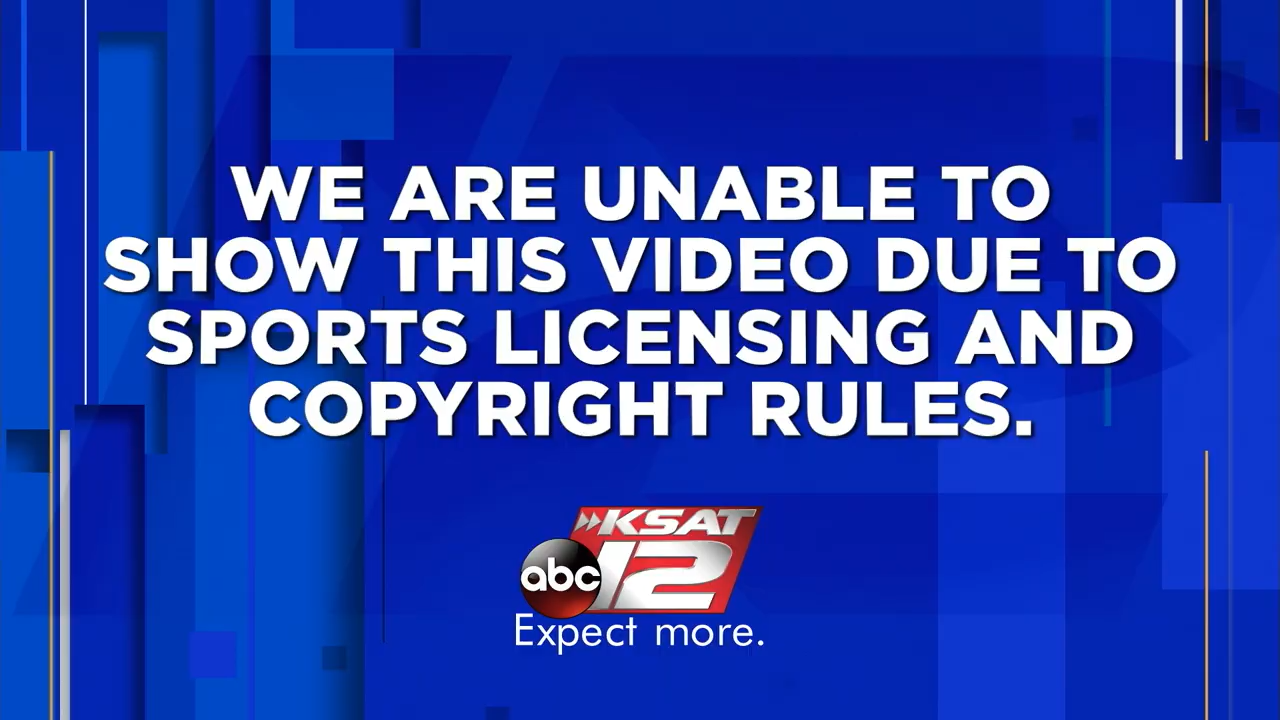 WE ARE UNABLE TO
SHOW THIS VIDEO DUE TO
SPORTS LICENSING AND
COPYRIGHT RULES.
KSAT
abc 12
Expect more.